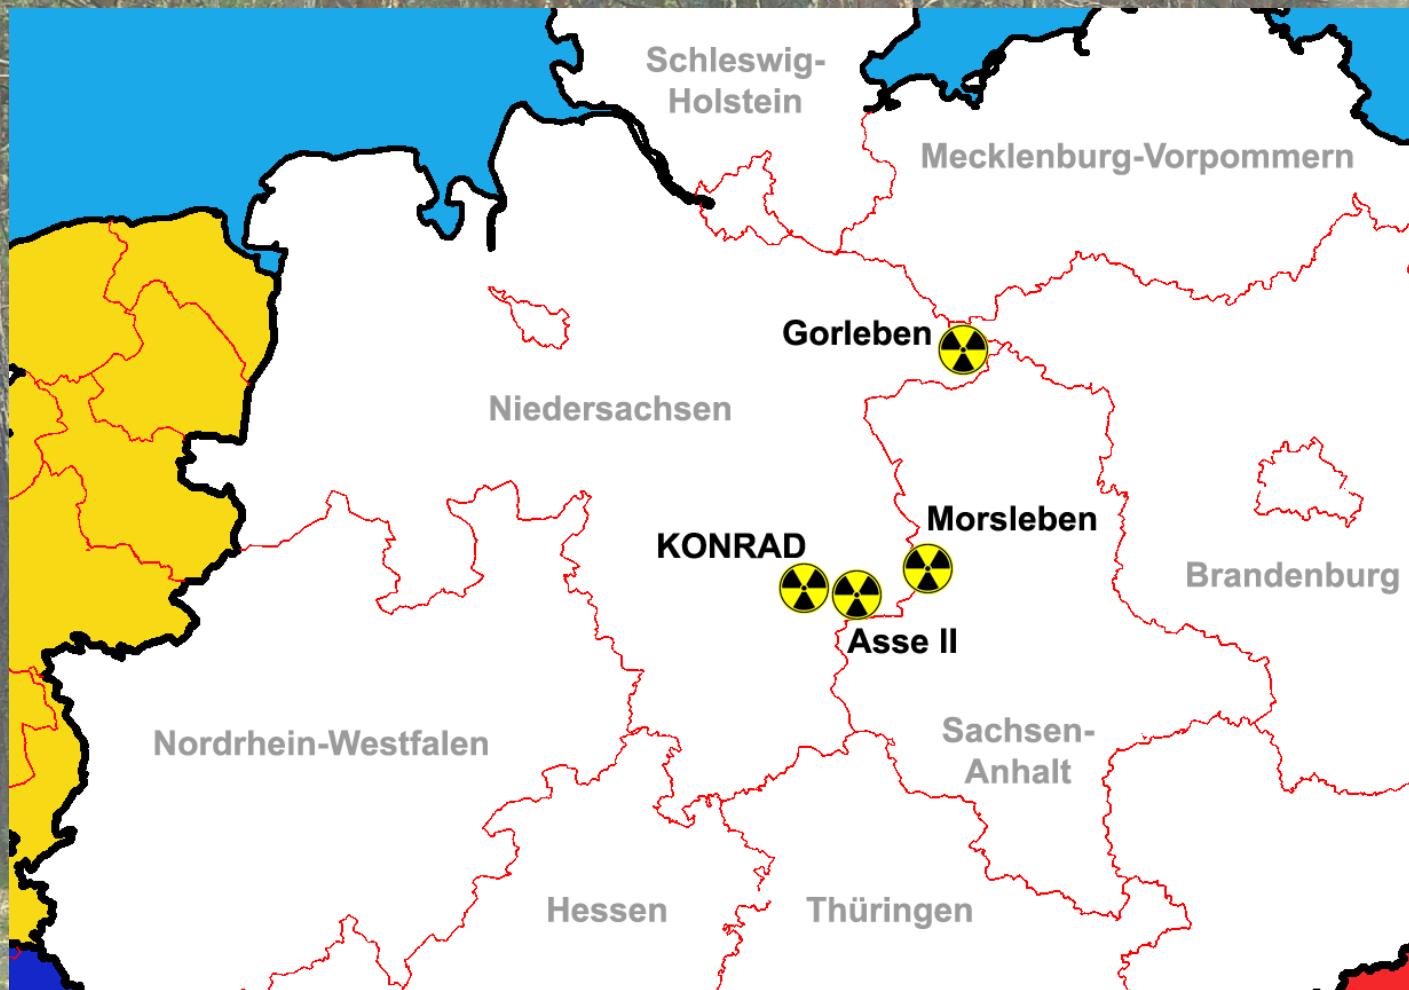 Schleswig-
Holstein
Mecklenburg-Vorpommern
Gorleben
Niedersachsen
Morsleben
KONRAD
Brandenburg
Asse II
Nordrhein-Westfalen
Sachsen-
Anhalt
Hessen
Thüringen